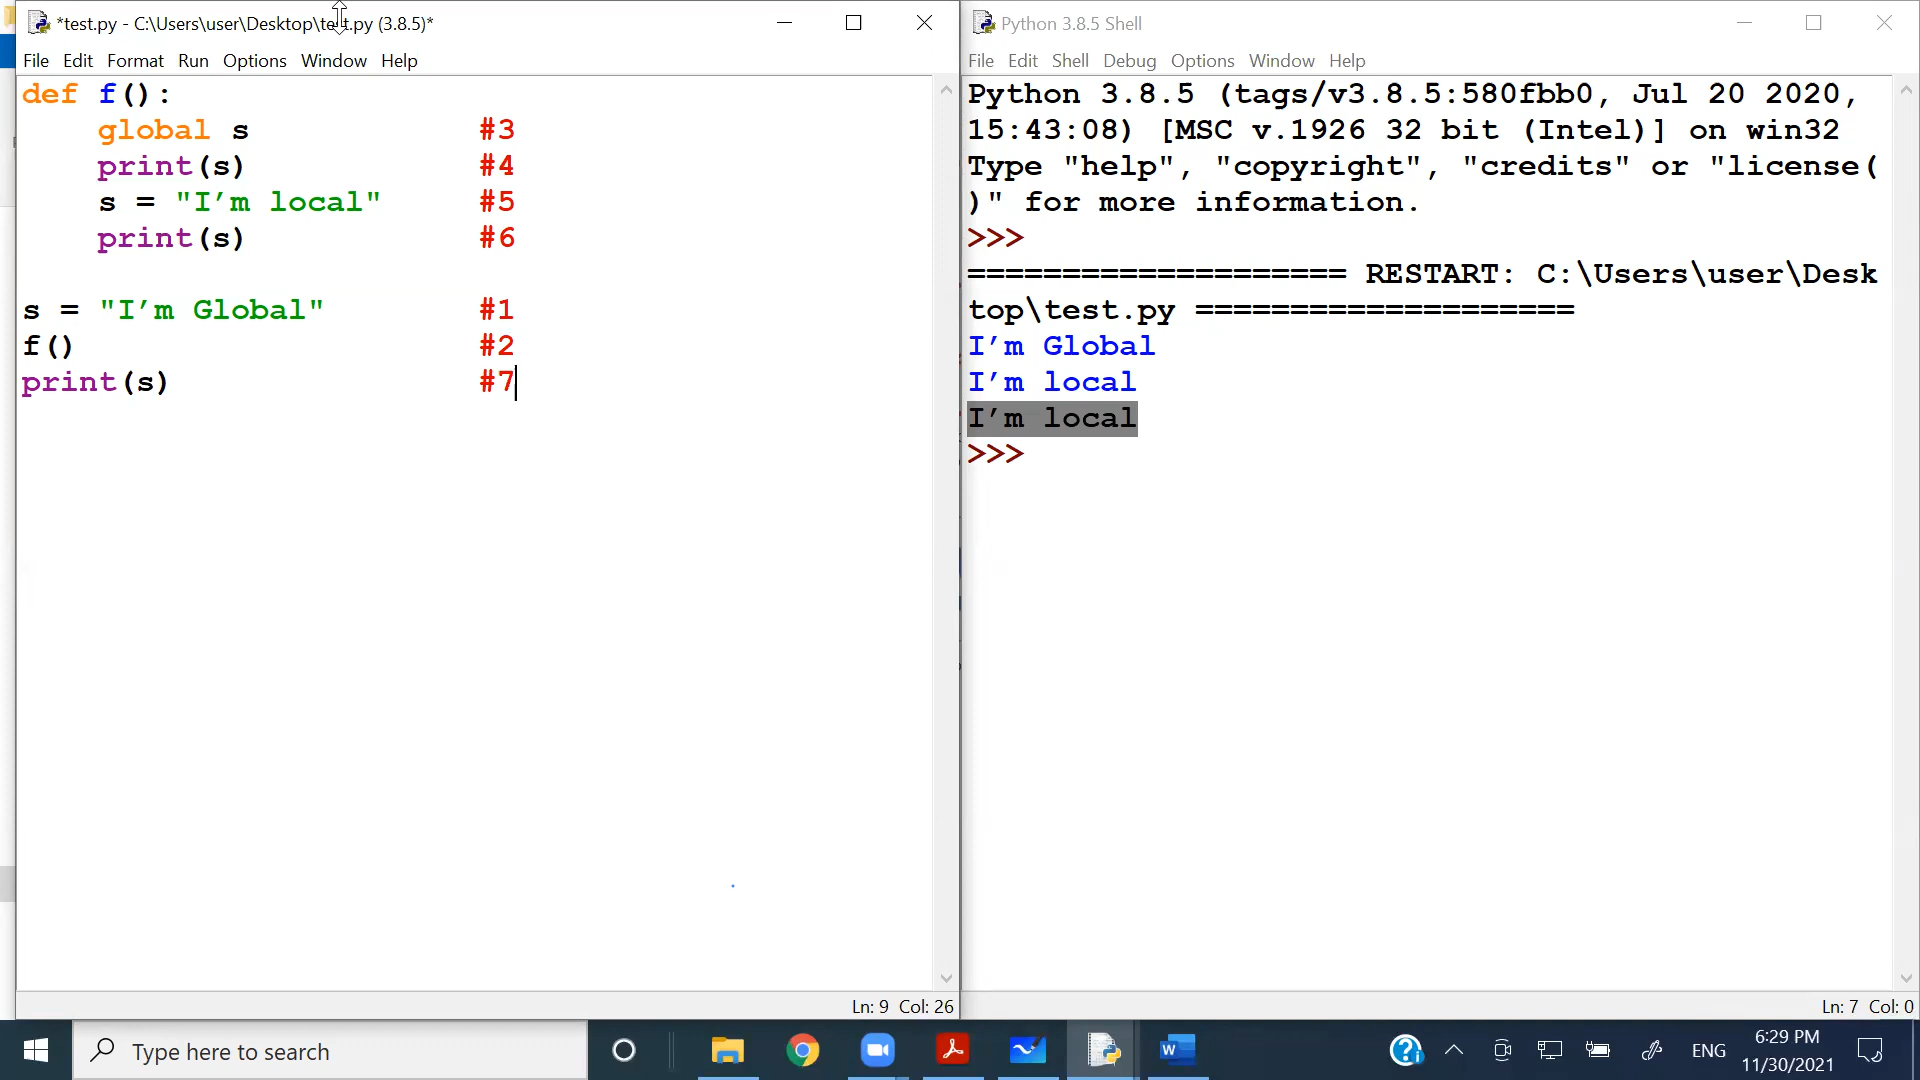 *test.py - C:\Users\user\Desktop\test.py (3.8.5)*
File Edit Format Run Options Window Help
def f():
    global s #3
    print(s) #4
    s = "I'm local" #5
    print(s) #6
s = "I'm Global" #1
f() #2
print(s) #7
Ln: 9 Col: 26
Python 3.8.5 Shell
File Edit Shell Debug Options Window Help
Python 3.8.5 (tags/v3.8.5:580fbb0, Jul 20 2020,
15:43:08) [MSC v.1926 32 bit (Intel)] on win32
Type "help", "copyright", "credits" or "license(
)" for more information.
>>>
==================== RESTART: C:\Users\user\Desk
top\test.py ====================
I'm Global
I'm local
I'm local
>>>
Ln: 7 Col: 0
Type here to search
W
ENG
6:29 PM
11/30/2021